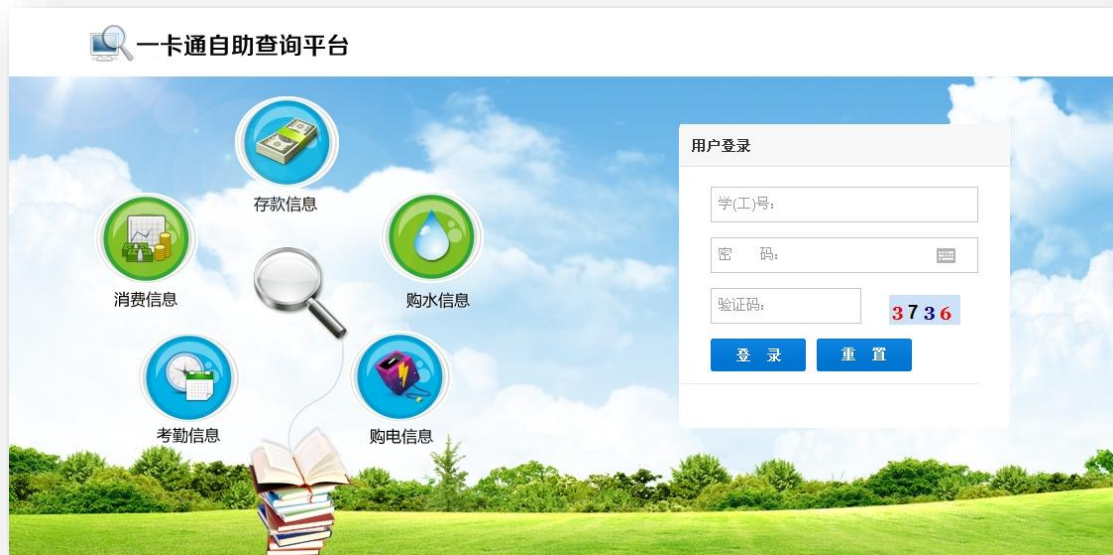 一卡通自助查询平台
存款信息
消费信息
购水信息
考勤信息
购电信息
用户登录
学(工)号：
密 码：
验证码：
3736
登 录
重 置